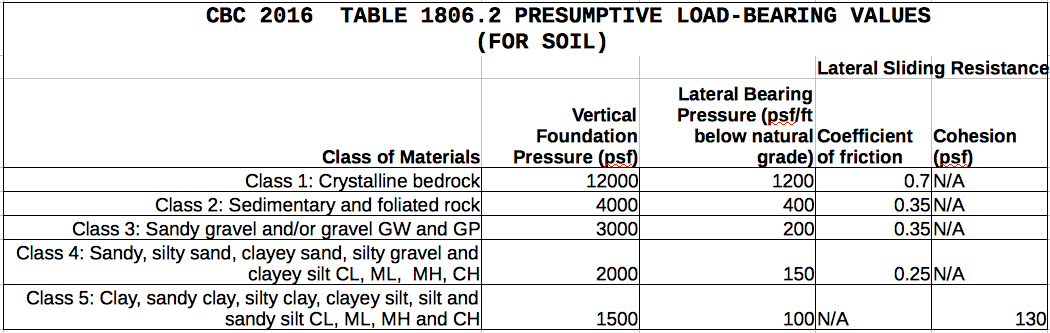 CBC 2016 TABLE 1806.2 PRESUMPTIVE LOAD-BEARING VALUES
(FOR SOIL)
Lateral Sliding Resistance
Class of Materials
Vertical
Foundation
Pressure (psf)
Lateral Bearing
Pressure (psf/ft
below natural
grade)
Coefficient
of friction
Cohesion
(psf)
Class 1: Crystalline bedrock 12000 1200 0.7 N/A
Class 2: Sedimentary and foliated rock 4000 400 0.35 N/A
Class 3: Sandy gravel and/or gravel GW and GP 3000 200 0.35 N/A
Class 4: Sandy, silty sand, clayey sand, silty gravel and
clayey silt CL, ML, MH, CH 2000 150 0.25 N/A
Class 5: Clay, sandy clay, silty clay, clayey silt, silt and
sandy silt CL, ML, MH and CH 1500 100 N/A 130